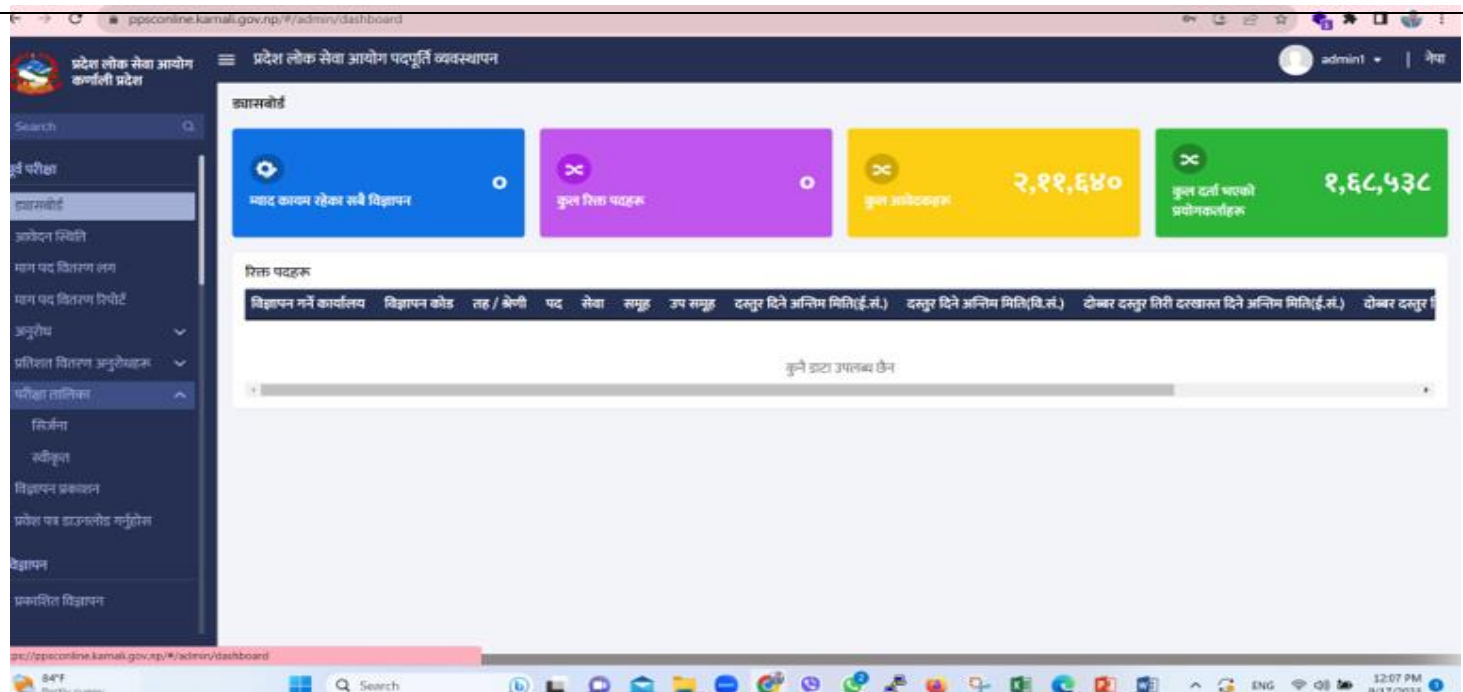 ppsconline.karnali.gov.np/#/admin/dashboard
प्रदेश लोक सेवा आयोग
कर्णाली प्रदेश
प्रदेश लोक सेवा आयोग पदपूर्ति व्यवस्थापन
admin1
नेपा
ड्यासबोर्ड
Search
म्याद कायम रहेका सबै विज्ञापन
०
कुल रिक्त पदहरू
०
कुल आवेदकहरू
२,११,६४०
कुल दर्ता भएको
प्रयोगकर्ताहरू
१,६८,५३८
पूर्व परीक्षा
ड्यासबोर्ड
आवेदन स्थिति
माग पद वितरण लग
माग पद वितरण रिपोर्ट
अनुरोध
प्रतिशत वितरण अनुरोधहरू
परीक्षा तालिका
सिर्जना
स्वीकृत
विज्ञापन प्रकाशन
प्रवेश पत्र डाउनलोड गर्नुहोस
विज्ञापन
प्रकाशित विज्ञापन
रिक्त पदहरू
विज्ञापन गर्ने कार्यालय विज्ञापन कोड तह / श्रेणी पद सेवा समूह उप समूह दस्तुर दिने अन्तिम मिति(ई.सं.) दस्तुर दिने अन्तिम मिति(वि.सं.) दोब्बर दस्तुर तिरी दरखास्त दिने अन्तिम मिति(ई.सं.) दोब्बर दस्तुर
कुनै डाटा उपलब्ध छैन
ps://ppsconline.karnali.gov.np/#/admin/dashboard
84°F
Search
ENG
12:07 PM